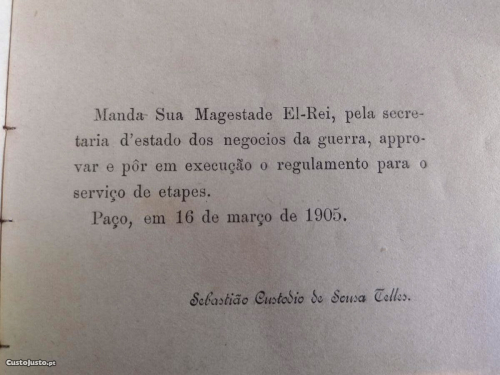 Manda Sua Magestade El-Rei, pela secre-
taria d'estado dos negocios da guerra, appro-
var e pôr em execução o regulamento para o
serviço de etapes.
Paço, em 16 de março de 1905.
Sebastião Custodio de Sousa Telles.
CustoJusto.pt